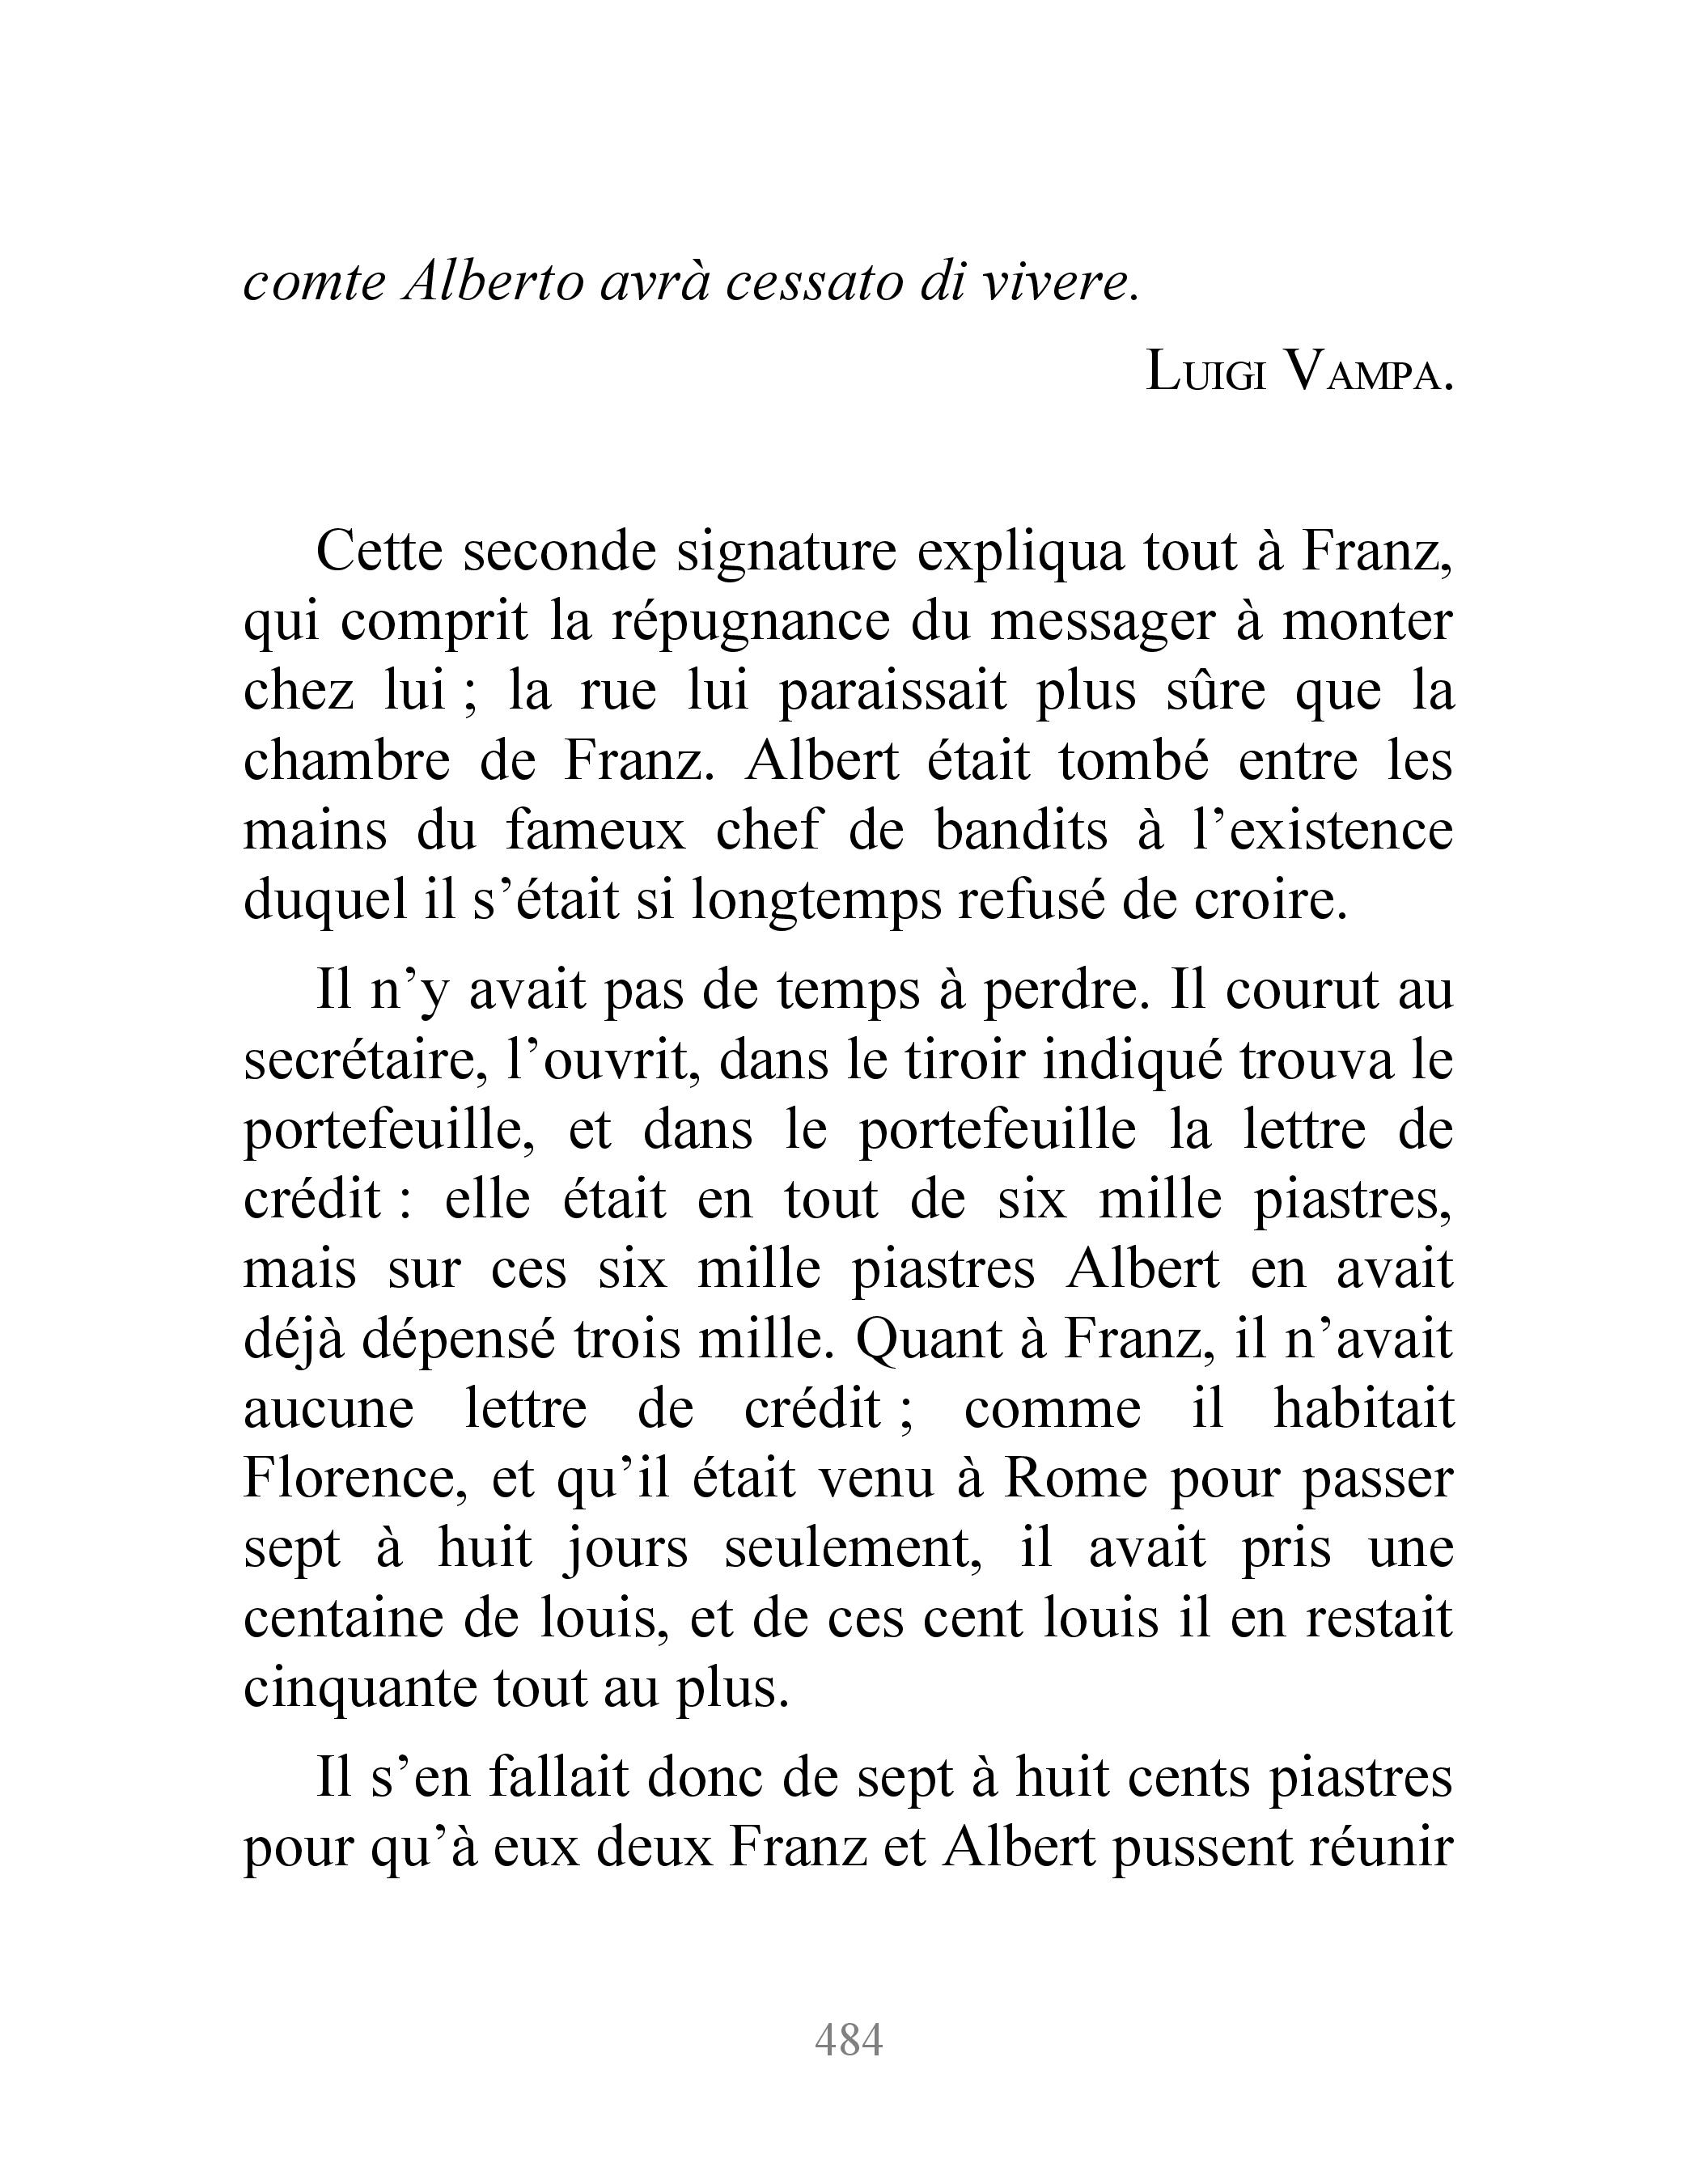 comte Alberto avrà cessato di vivere.
LUIGI VAMPA.
Cette seconde signature expliqua tout à Franz,
qui comprit la répugnance du messager à monter
chez lui ; la rue lui paraissait plus sûre que la
chambre de Franz. Albert était tombé entre les
mains du fameux chef de bandits à l’existence
duquel il s’était si longtemps refusé de croire.
Il n’y avait pas de temps à perdre. Il courut au
secrétaire, l’ouvrit, dans le tiroir indiqué trouva le
portefeuille, et dans le portefeuille la lettre de
crédit : elle était en tout de six mille piastres,
mais sur ces six mille piastres Albert en avait
déjà dépensé trois mille. Quant à Franz, il n’avait
aucune lettre de crédit ; comme il habitait
Florence, et qu’il était venu à Rome pour passer
sept à huit jours seulement, il avait pris une
centaine de louis, et de ces cent louis il en restait
cinquante tout au plus.
Il s’en fallait donc de sept à huit cents piastres
pour qu’à eux deux Franz et Albert pussent réunir
484